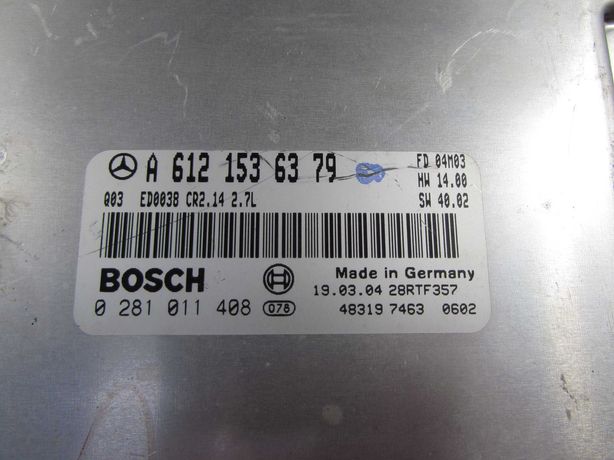 A 612 153 63 79
FD 04M03
HW 14.00
SW 40.02
Q03 ED0038 CR2.14 2.7L
BOSCH
Made in Germany
19.03.04 28RTF357
0 281 011 408 078
48319 7463 0602